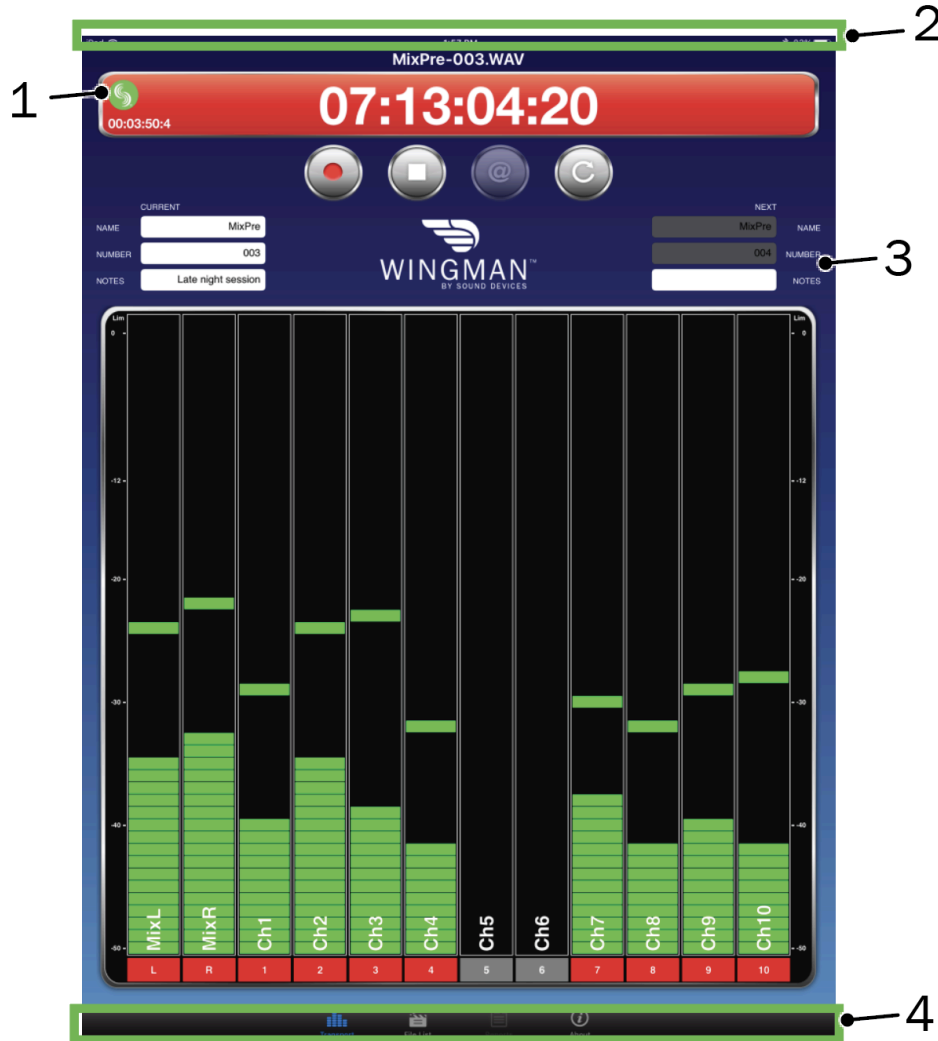 2
MixPre-003.WAV
1
07:13:04:20
00:03:50:4
@
CURRENT
NEXT
NAME
MixPre
MixPre
NAME
NUMBER
003
004
NUMBER
3
NOTES
Late night session
NOTES
WINGMAN™
BY SOUND DEVICES
Lim
Lim
0
0
-12
-12
-20
-20
-30
-30
-40
-40
-50
-50
MixL
MixR
Ch1
Ch2
Ch3
Ch4
Ch5
Ch6
Ch7
Ch8
Ch9
Ch10
L
R
1
2
3
4
5
6
7
8
9
10
4
Transport
File List
About